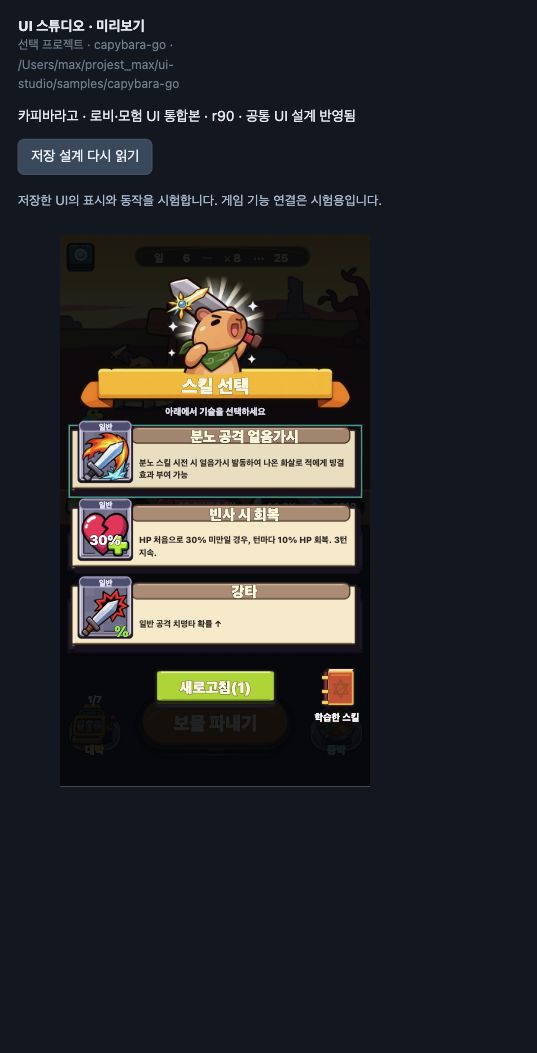 UI 스튜디오 · 미리보기
선택 프로젝트 · capybara-go ·
/Users/max/projest_max/ui-
studio/samples/capybara-go
카피바라고 · 로비·모험 UI 통합본 · r90 · 공통 UI 설계 반영됨
저장 설계 다시 읽기
저장한 UI의 표시와 동작을 시험합니다. 게임 기능 연결은 시험용입니다.
일 6 — ×8 ··· 25
스킬 선택
아래에서 기술을 선택하세요
일반
분노 공격 얼음가시
분노 스킬 시전 시 얼음가시 발동하여 나온 화살로 적에게 빙결
효과 부여 가능
일반
빈사 시 회복
30%
HP 처음으로 30% 미만일 경우, 턴마다 10% HP 회복. 3턴
지속.
일반
강타
일반 공격 치명타 확률 ↑
%
새로고침(1)
학습한 스킬
1/7
보물 파내기
대박
중박